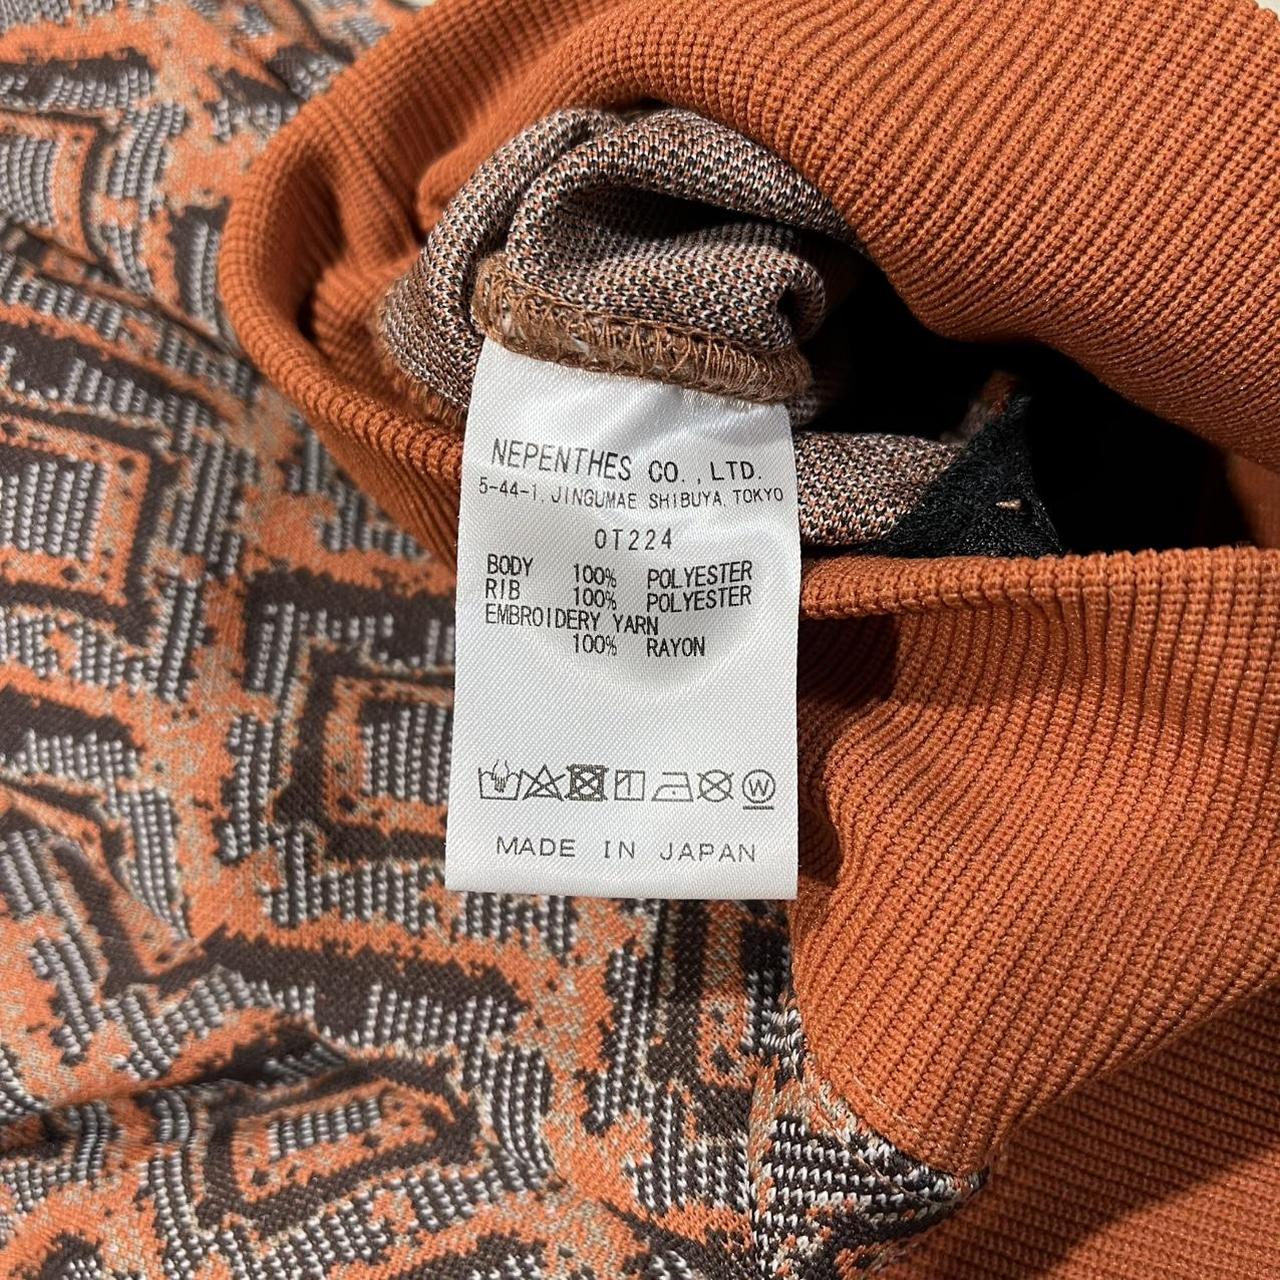 NEPENTHES CO.,LTD.
5-44-1, JINGUMAE SHIBUYA, TOKYO
OT224
BODY 100% POLYESTER
RIB 100% POLYESTER
EMBROIDERY YARN
100% RAYON
W
MADE IN JAPAN